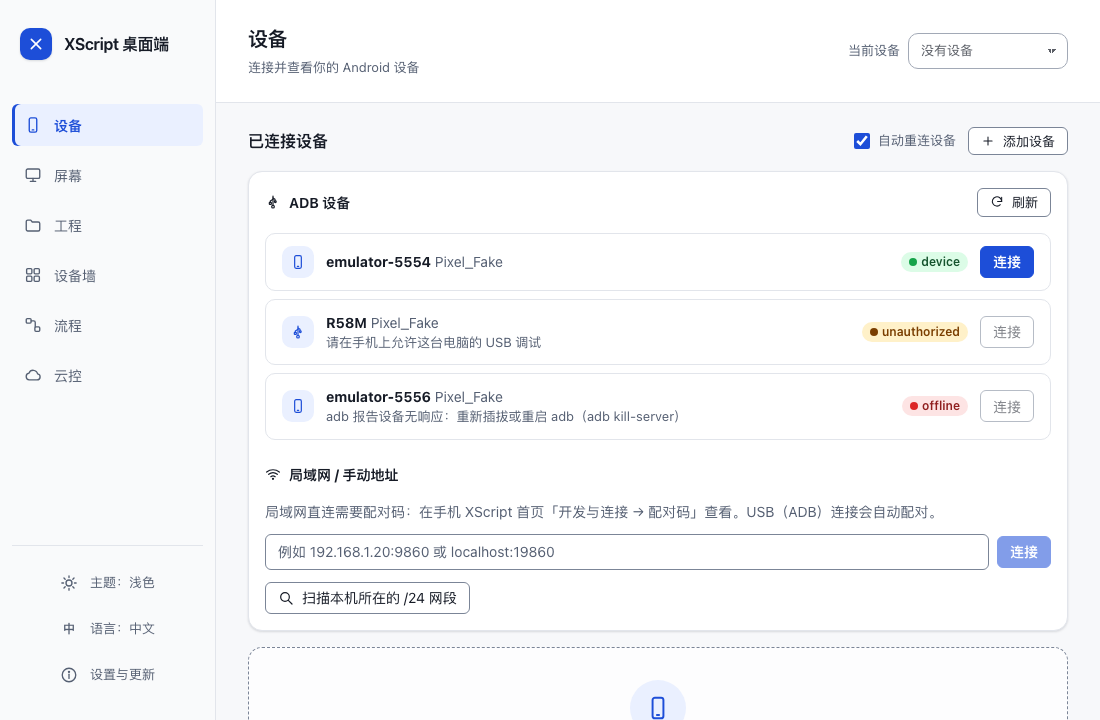 XScript 桌面端
设备
屏幕
工程
设备墙
流程
云控
主题：浅色
中 语言：中文
设置与更新
设备
连接并查看你的 Android 设备
当前设备 没有设备
已连接设备
自动重连设备
添加设备
ADB 设备
刷新
emulator-5554 Pixel_Fake
device
连接
R58M Pixel_Fake
请在手机上允许这台电脑的 USB 调试
unauthorized
连接
emulator-5556 Pixel_Fake
adb 报告设备无响应：重新插拔或重启 adb（adb kill-server）
offline
连接
局域网 / 手动地址
局域网直连需要配对码：在手机 XScript 首页「开发与连接 → 配对码」查看。USB（ADB）连接会自动配对。
例如 192.168.1.20:9860 或 localhost:19860
连接
扫描本机所在的 /24 网段